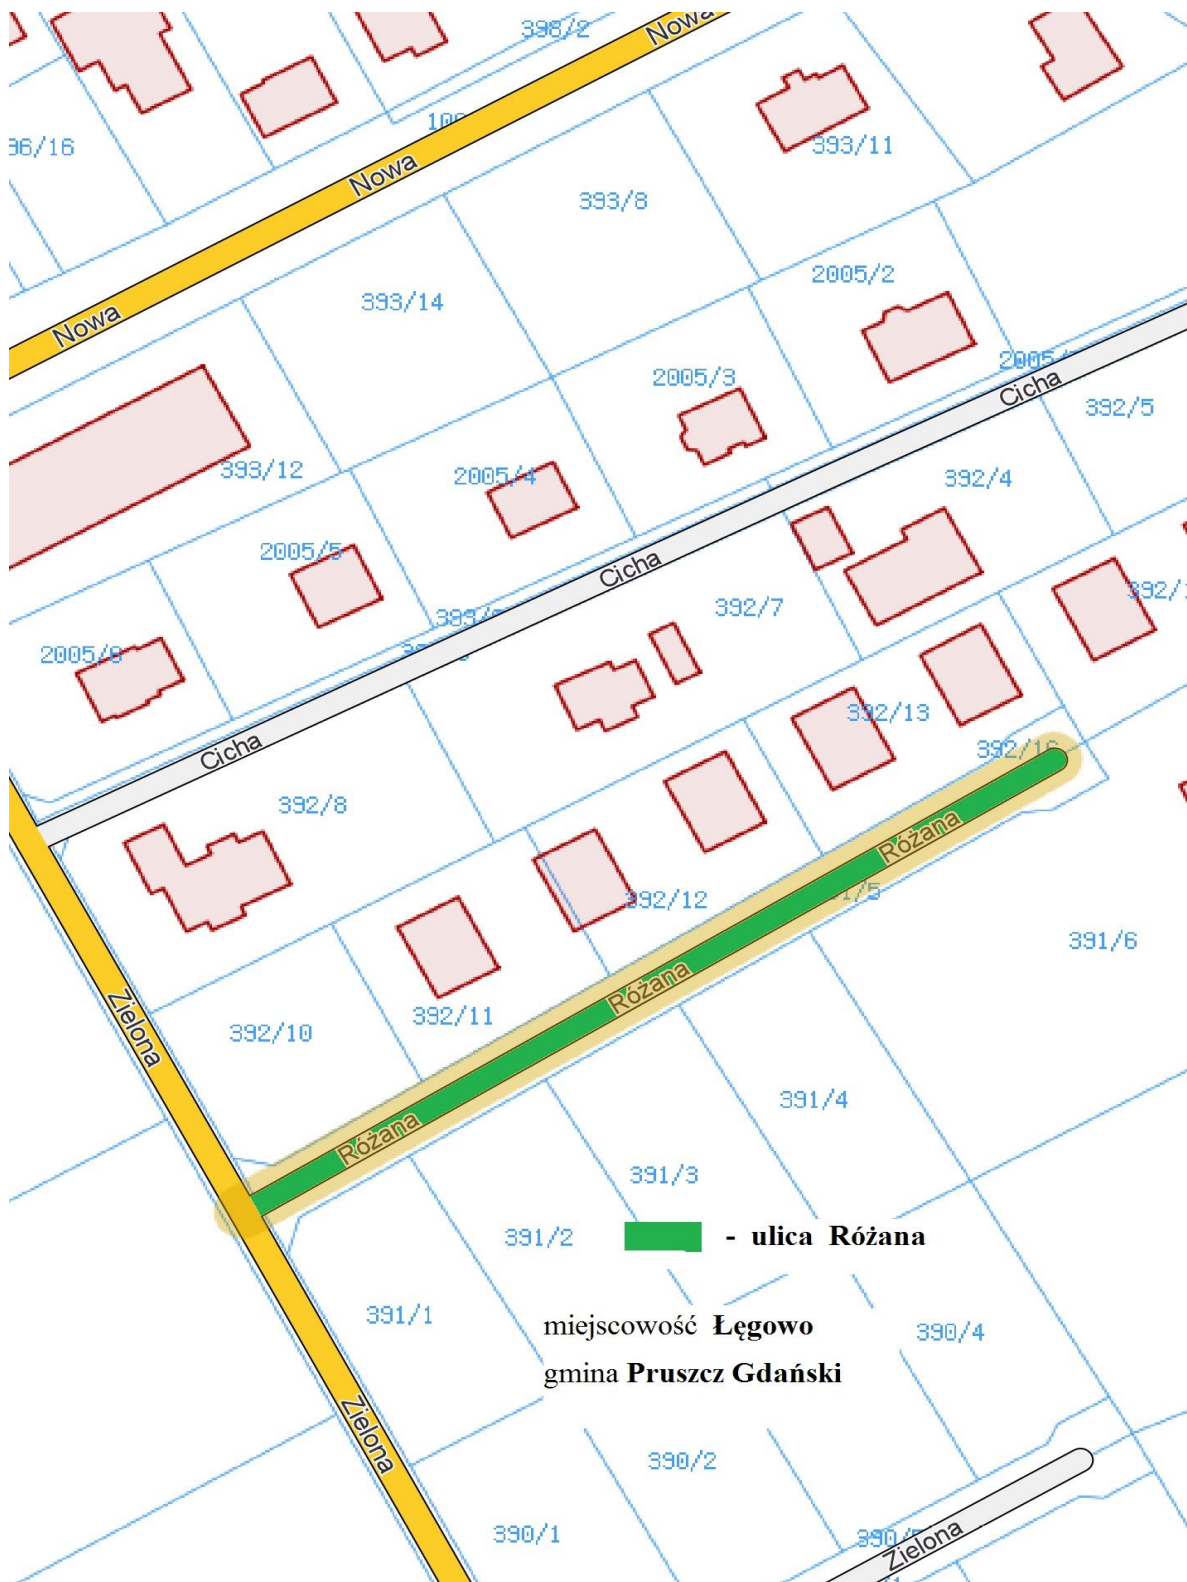 398/2
Nowa
96/16
393/11
Nowa
393/8
2005/2
393/14
Nowa
2005/3
Cicha
392/5
393/12
2005/4
392/4
2005/5
Cicha
392/7
2005/6
392/13
Cicha
392/8
Różana
392/12
391/6
Różana
392/11
Zielona
392/10
391/4
Różana
391/3
391/2
- ulica Różana
391/1
miejscowość Łęgowo
390/4
gmina Pruszcz Gdański
Zielona
390/2
390/1
Zielona